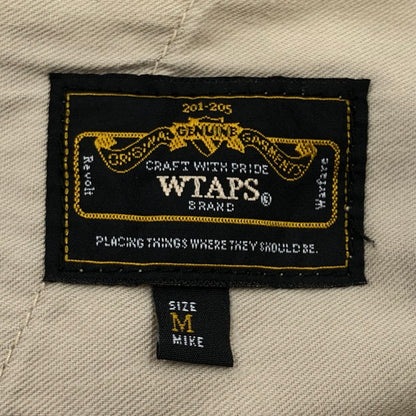 201-205
ORIGINAL GENUINE GARMENTS
CRAFT WITH PRIDE
Revolt
WTAPS®
Warfare
BRAND
PLACING THINGS WHERE THEY SHOULD BE.
SIZE
M
MIKE